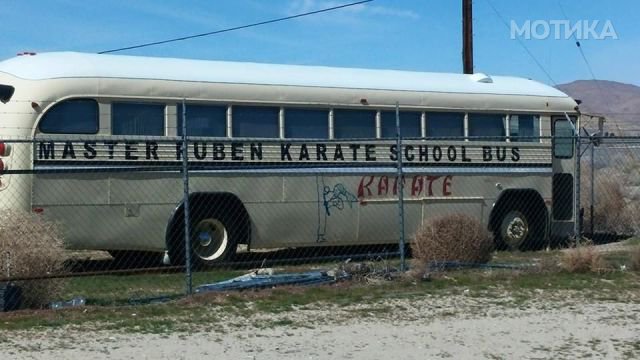 МОТИКА
MASTER RUBEN KARATE SCHOOL BUS
KARATE